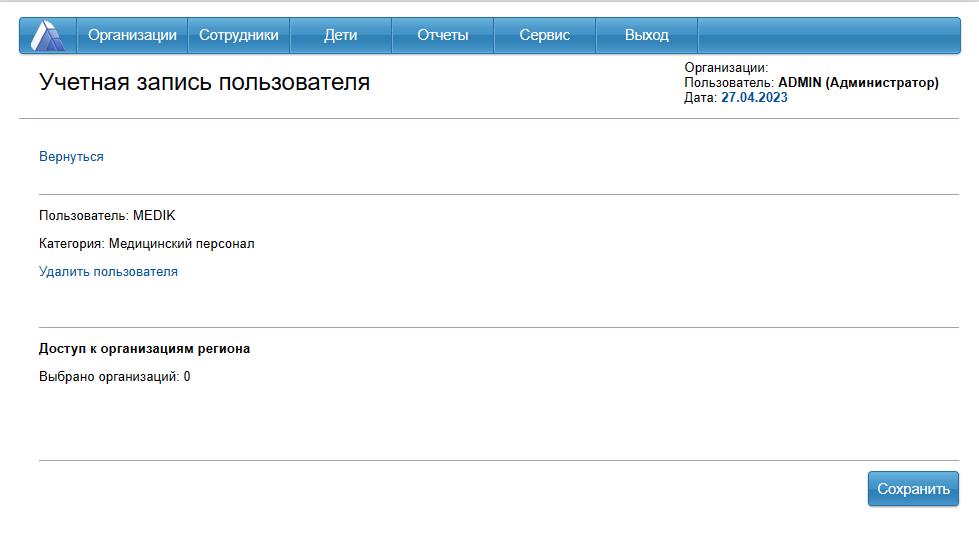 Организации Сотрудники Дети Отчеты Сервис Выход
Учетная запись пользователя
Организации:
Пользователь: ADMIN (Администратор)
Дата: 27.04.2023
Вернуться
Пользователь: MEDIK
Категория: Медицинский персонал
Удалить пользователя
Доступ к организациям региона
Выбрано организаций: 0
Сохранить